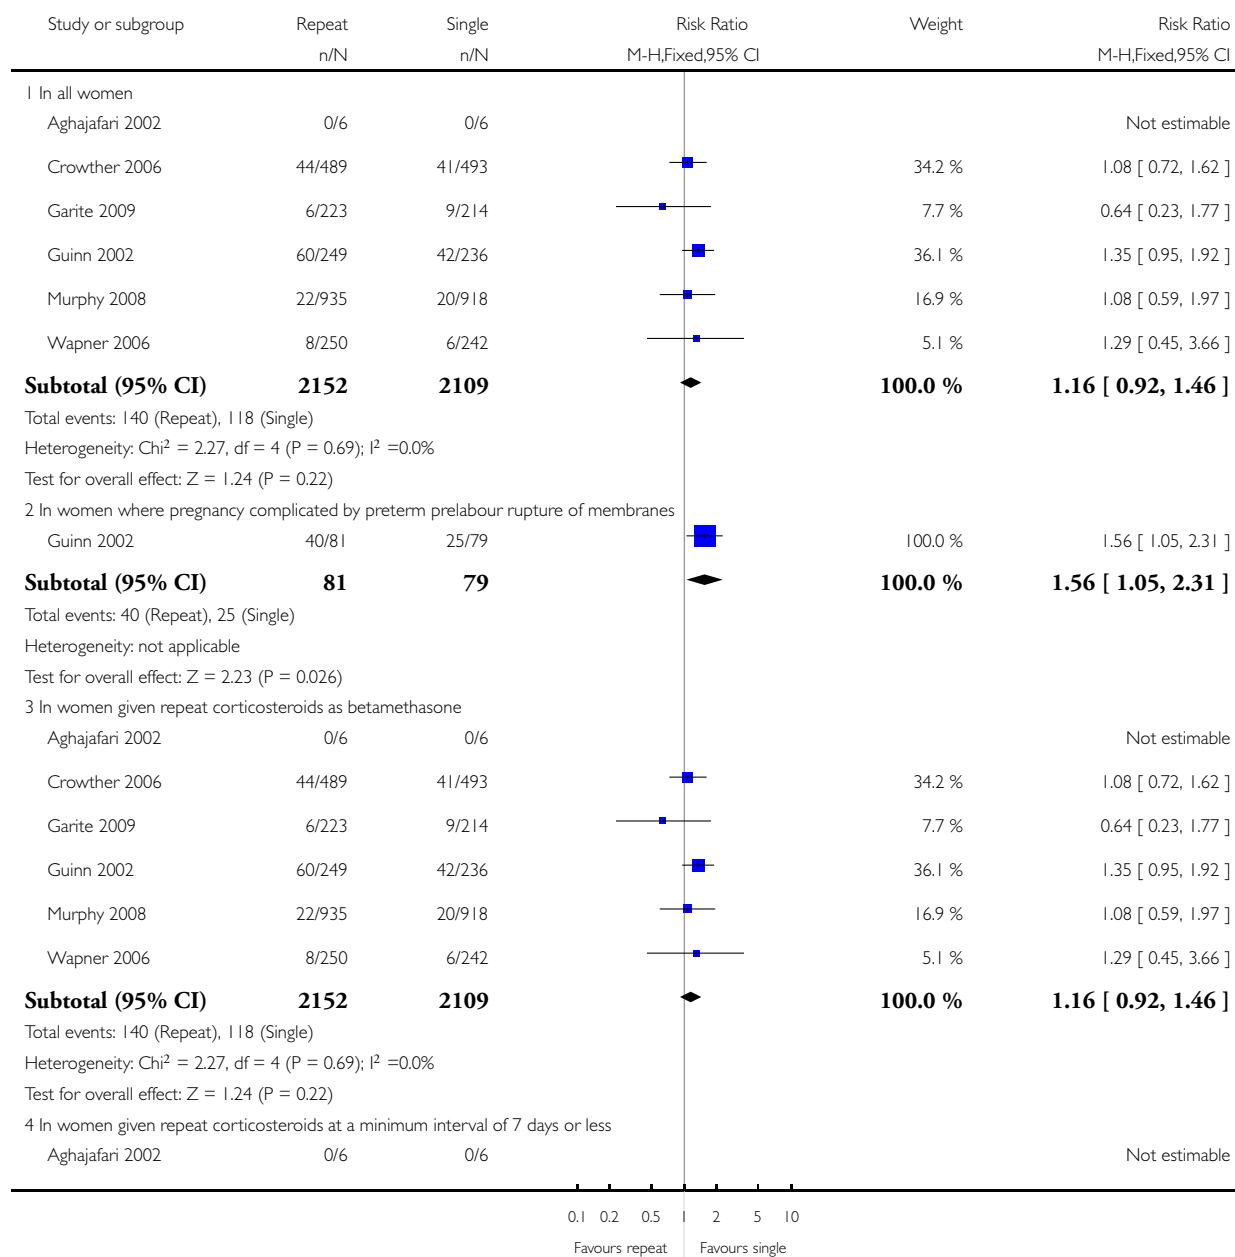 Study or subgroup Repeat Single Risk Ratio Weight Risk Ratio
n/N n/N M-H,Fixed,95% CI M-H,Fixed,95% CI
1 In all women
Aghajafari 2002 0/6 0/6 Not estimable
Crowther 2006 44/489 41/493 34.2 % 1.08 [ 0.72, 1.62 ]
Garite 2009 6/223 9/214 7.7 % 0.64 [ 0.23, 1.77 ]
Guinn 2002 60/249 42/236 36.1 % 1.35 [ 0.95, 1.92 ]
Murphy 2008 22/935 20/918 16.9 % 1.08 [ 0.59, 1.97 ]
Wapner 2006 8/250 6/242 5.1 % 1.29 [ 0.45, 3.66 ]
Subtotal (95% CI) 2152 2109 100.0 % 1.16 [ 0.92, 1.46 ]
Total events: 140 (Repeat), 118 (Single)
Heterogeneity: Chi² = 2.27, df = 4 (P = 0.69); I² =0.0%
Test for overall effect: Z = 1.24 (P = 0.22)
2 In women where pregnancy complicated by preterm prelabour rupture of membranes
Guinn 2002 40/81 25/79 100.0 % 1.56 [ 1.05, 2.31 ]
Subtotal (95% CI) 81 79 100.0 % 1.56 [ 1.05, 2.31 ]
Total events: 40 (Repeat), 25 (Single)
Heterogeneity: not applicable
Test for overall effect: Z = 2.23 (P = 0.026)
3 In women given repeat corticosteroids as betamethasone
Aghajafari 2002 0/6 0/6 Not estimable
Crowther 2006 44/489 41/493 34.2 % 1.08 [ 0.72, 1.62 ]
Garite 2009 6/223 9/214 7.7 % 0.64 [ 0.23, 1.77 ]
Guinn 2002 60/249 42/236 36.1 % 1.35 [ 0.95, 1.92 ]
Murphy 2008 22/935 20/918 16.9 % 1.08 [ 0.59, 1.97 ]
Wapner 2006 8/250 6/242 5.1 % 1.29 [ 0.45, 3.66 ]
Subtotal (95% CI) 2152 2109 100.0 % 1.16 [ 0.92, 1.46 ]
Total events: 140 (Repeat), 118 (Single)
Heterogeneity: Chi² = 2.27, df = 4 (P = 0.69); I² =0.0%
Test for overall effect: Z = 1.24 (P = 0.22)
4 In women given repeat corticosteroids at a minimum interval of 7 days or less
Aghajafari 2002 0/6 0/6 Not estimable
0.1 0.2 0.5 1 2 5 10
Favours repeat Favours single